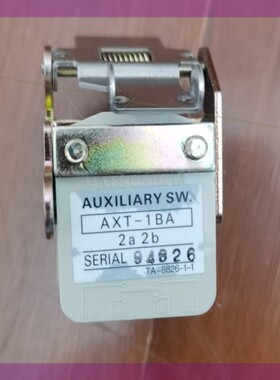 AUXILIARY SW.
AXT-1BA
2a 2b
SERIAL 94626
TA-8826-1-1